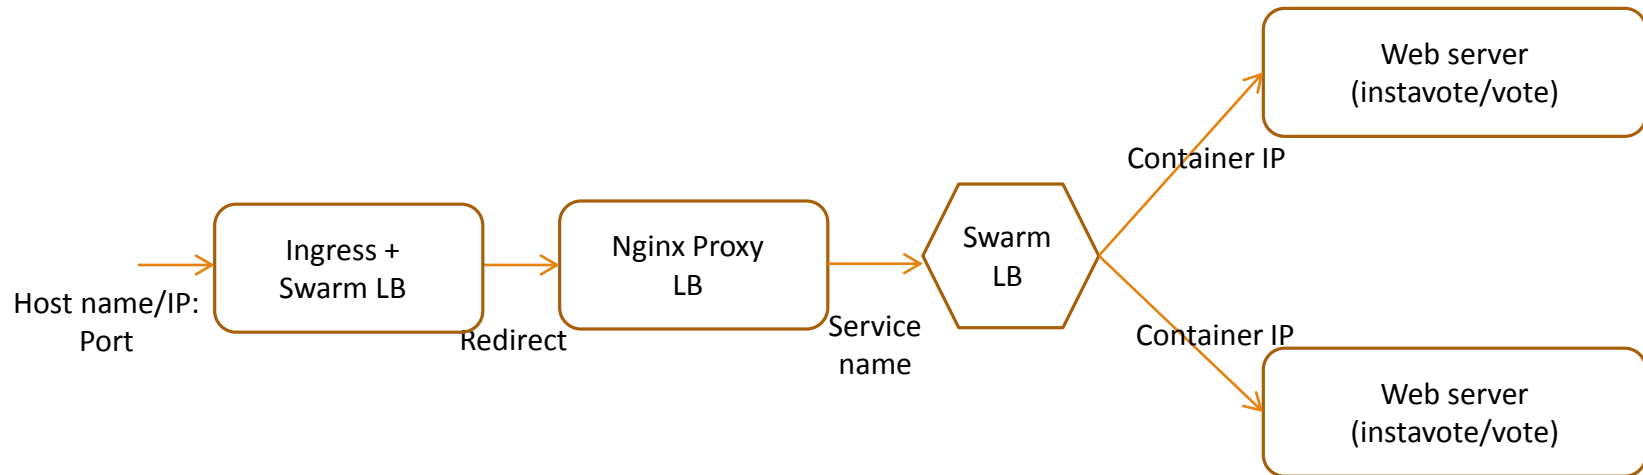 Host name/IP:
Port
Ingress +
Swarm LB
Redirect
Nginx Proxy
LB
Service
name
Swarm
LB
Container IP
Web server
(instavote/vote)
Container IP
Web server
(instavote/vote)